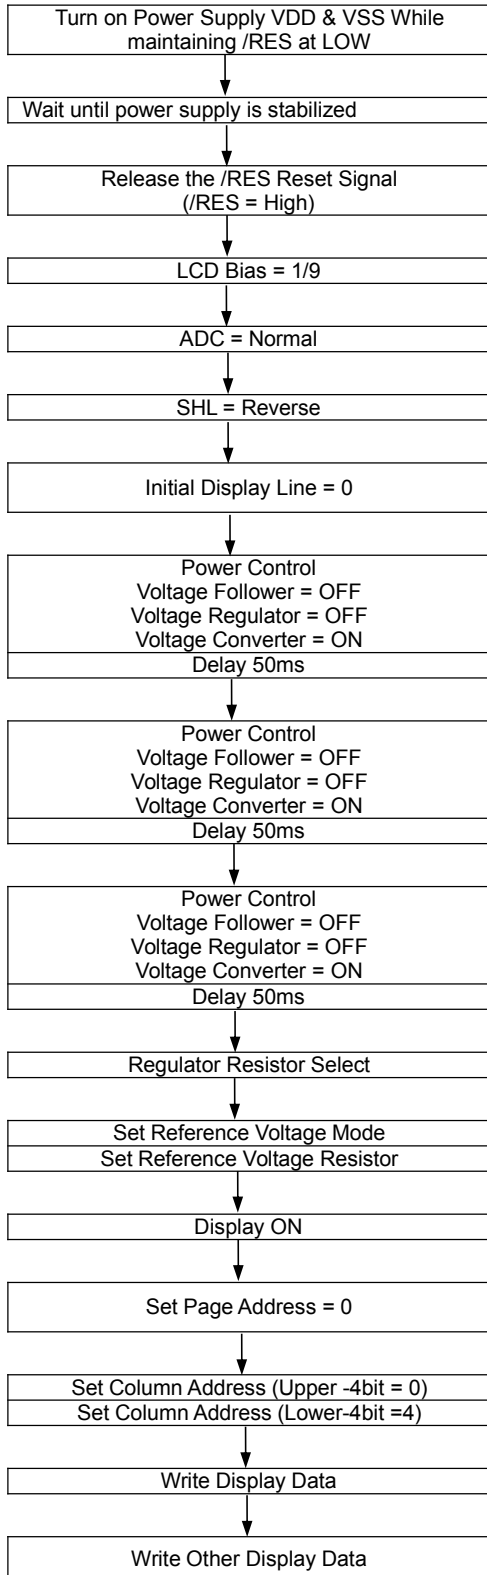 Turn on Power Supply VDD & VSS While
maintaining /RES at LOW
Wait until power supply is stabilized
Release the /RES Reset Signal
(/RES = High)
LCD Bias = 1/9
ADC = Normal
SHL = Reverse
Initial Display Line = 0
Power Control
Voltage Follower = OFF
Voltage Regulator = OFF
Voltage Converter = ON
Delay 50ms
Power Control
Voltage Follower = OFF
Voltage Regulator = OFF
Voltage Converter = ON
Delay 50ms
Power Control
Voltage Follower = OFF
Voltage Regulator = OFF
Voltage Converter = ON
Delay 50ms
Regulator Resistor Select
Set Reference Voltage Mode
Set Reference Voltage Resistor
Display ON
Set Page Address = 0
Set Column Address (Upper -4bit = 0)
Set Column Address (Lower-4bit =4)
Write Display Data
Write Other Display Data